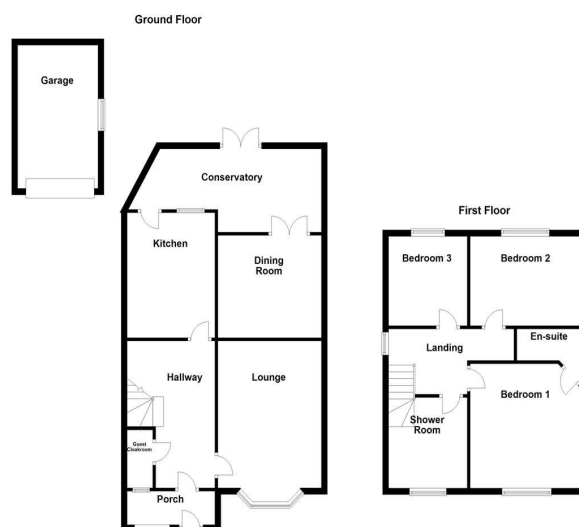 Ground Floor
Garage
Conservatory
Kitchen
Dining
Room
Hallway
Lounge
Guest
Cloakroom
Porch
First Floor
Bedroom 3
Bedroom 2
Landing
En-suite
Bedroom 1
Shower
Room